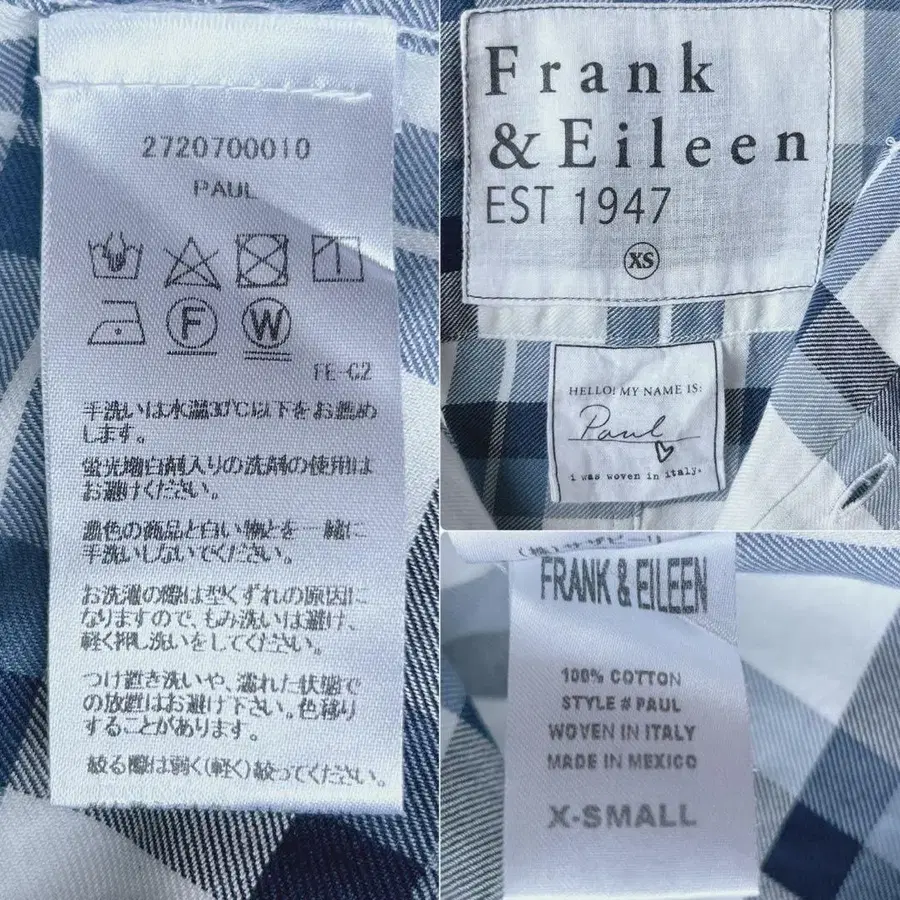 2720700010
PAUL
F
W
FE-C2
手洗いは水温30℃以下をお薦め
します。
蛍光増白剤入りの洗剤の使用は
お避けください。
濃色の商品と白い物とを一緒に
手洗いしないでください。
お洗濯の際は型くずれの原因に
なりますので、もみ洗いは避け、
軽く押し洗いをしてください。
つけ置き洗いや、濡れた状態で
の放置はお避け下さい。色移り
することがあります。
絞る際は弱く(軽く)絞ってください。
Frank
&Eileen
EST 1947
XS
HELLO! MY NAME IS:
Paul
i was woven in italy.
FRANK & EILEEN
100% COTTON
STYLE # PAUL
WOVEN IN ITALY
MADE IN MEXICO
X-SMALL